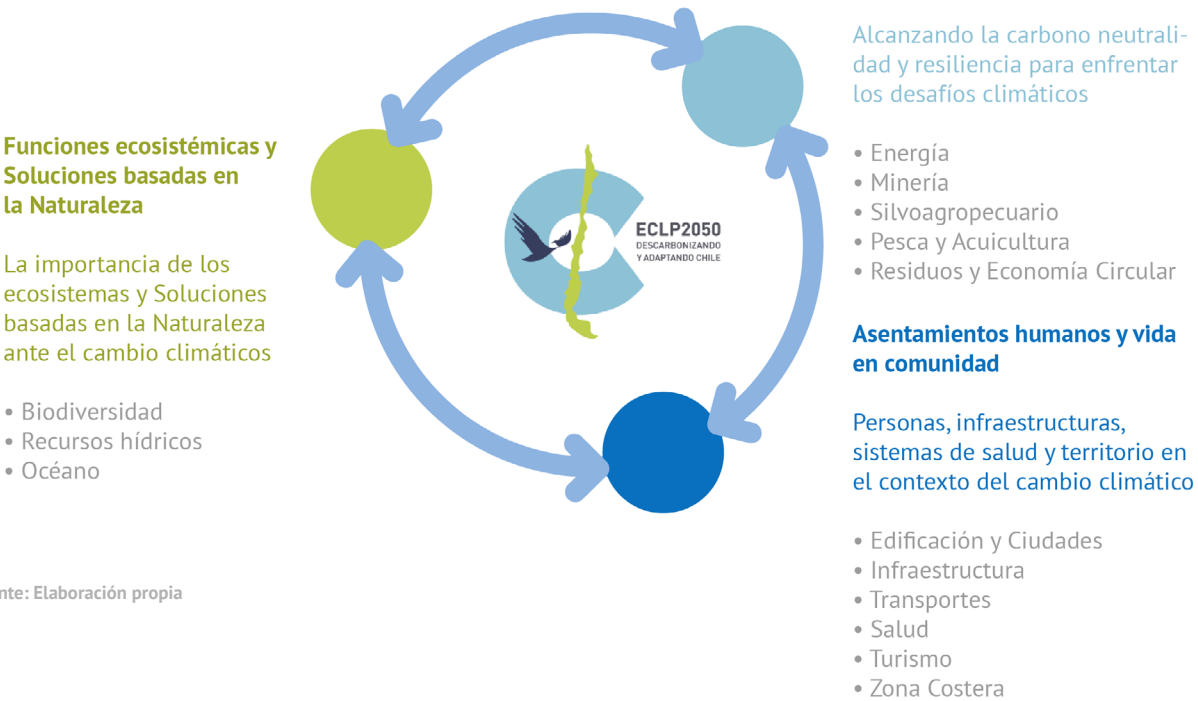 Funciones ecosistémicas y
Soluciones basadas en
la Naturaleza
La importancia de los
ecosistemas y Soluciones
basadas en la Naturaleza
ante el cambio climáticos
• Biodiversidad
• Recursos hídricos
• Océano
ECLP2050
DESCARBONIZANDO
Y ADAPTANDO CHILE
Alcanzando la carbono neutrali-
dad y resiliencia para enfrentar
los desafíos climáticos
• Energía
• Minería
• Silvoagropecuario
• Pesca y Acuicultura
• Residuos y Economía Circular
Asentamientos humanos y vida
en comunidad
Personas, infraestructuras,
sistemas de salud y territorio en
el contexto del cambio climático
• Edificación y Ciudades
• Infraestructura
• Transportes
• Salud
• Turismo
• Zona Costera
nte: Elaboración propia